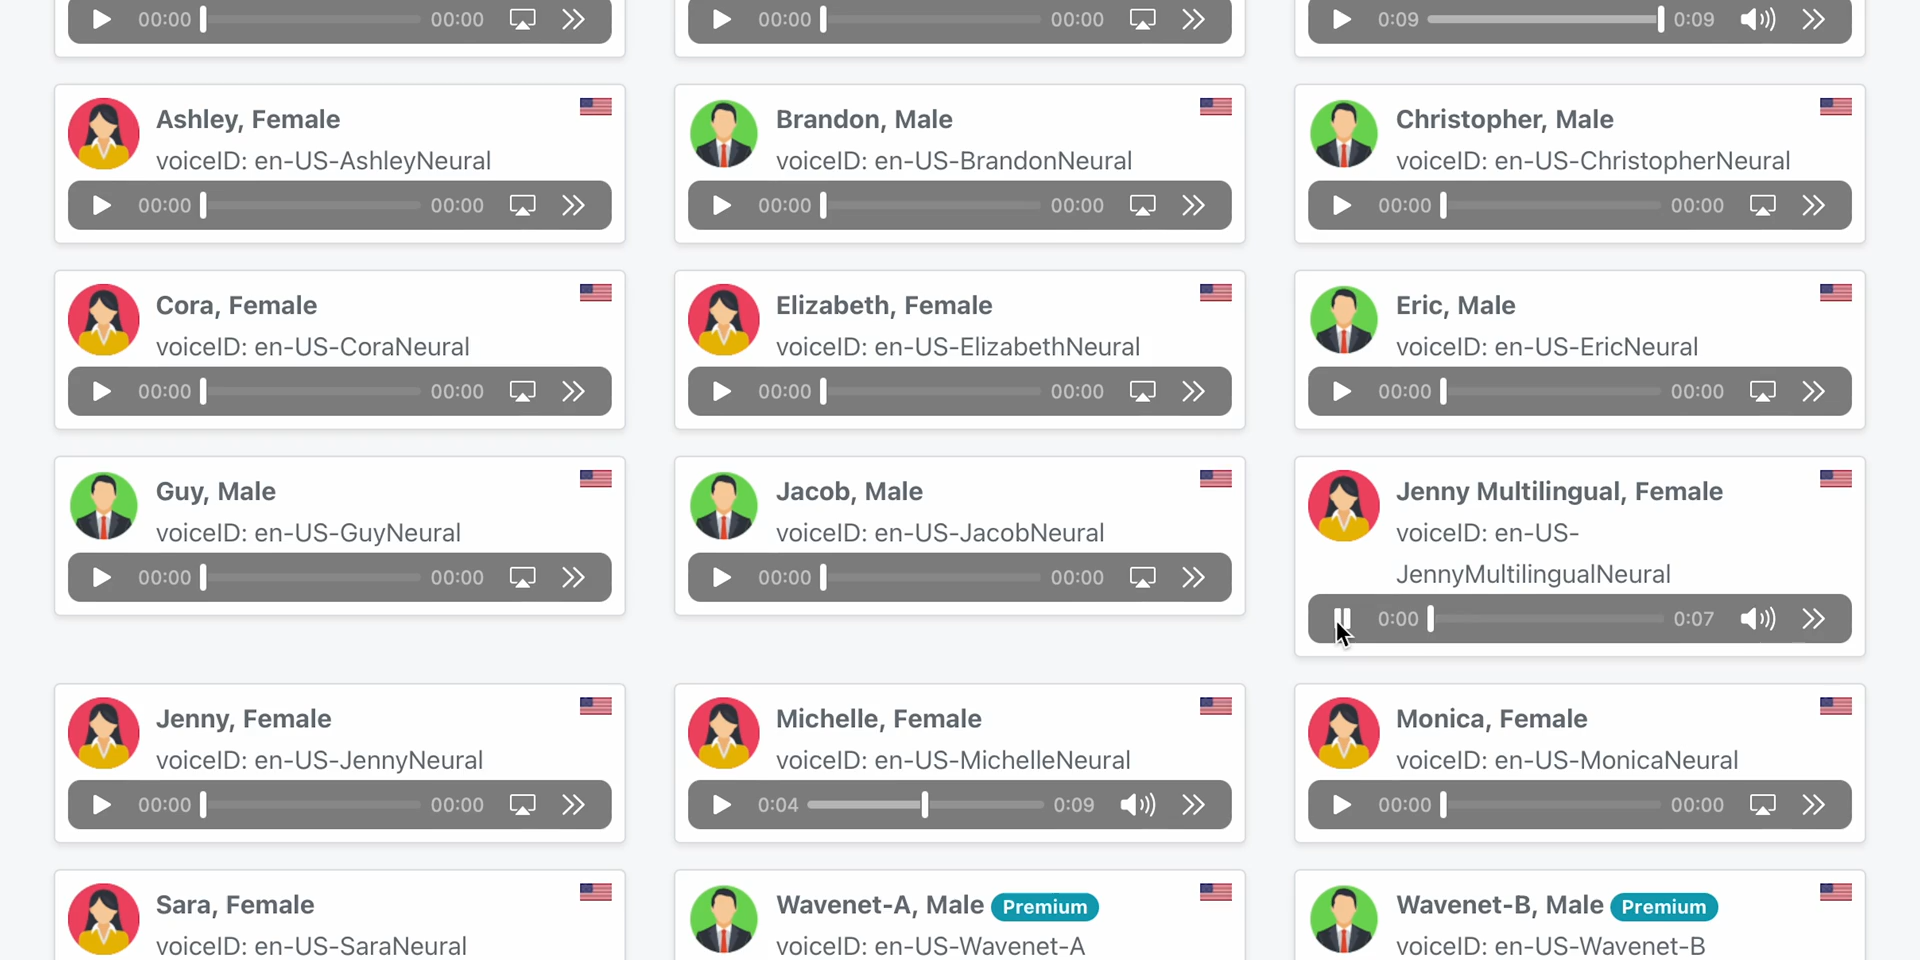 00:00 00:00
00:00 00:00
0:09 0:09
Ashley, Female
voiceID: en-US-AshleyNeural
00:00 00:00
Brandon, Male
voiceID: en-US-BrandonNeural
00:00 00:00
Christopher, Male
voiceID: en-US-ChristopherNeural
00:00 00:00
Cora, Female
voiceID: en-US-CoraNeural
00:00 00:00
Elizabeth, Female
voiceID: en-US-ElizabethNeural
00:00 00:00
Eric, Male
voiceID: en-US-EricNeural
00:00 00:00
Guy, Male
voiceID: en-US-GuyNeural
00:00 00:00
Jacob, Male
voiceID: en-US-JacobNeural
00:00 00:00
Jenny Multilingual, Female
voiceID: en-US-
JennyMultilingualNeural
0:00 0:07
Jenny, Female
voiceID: en-US-JennyNeural
00:00 00:00
Michelle, Female
voiceID: en-US-MichelleNeural
0:04 0:09
Monica, Female
voiceID: en-US-MonicaNeural
00:00 00:00
Sara, Female
voiceID: en-US-SaraNeural
Wavenet-A, Male Premium
voiceID: en-US-Wavenet-A
Wavenet-B, Male Premium
voiceID: en-US-Wavenet-B